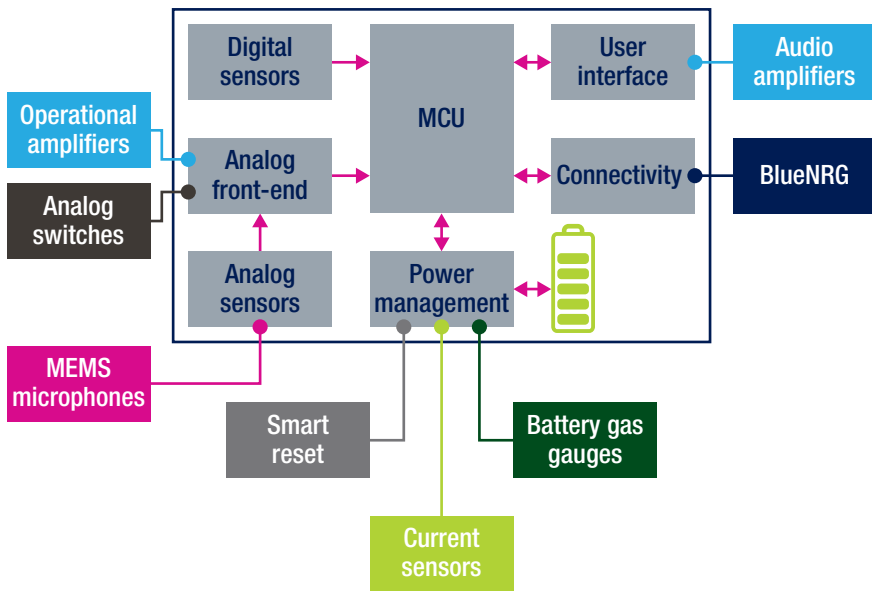 Digital
sensors
MCU
User
interface
Audio
amplifiers
Operational
amplifiers
Analog
front-end
Connectivity
BlueNRG
Analog
switches
Analog
sensors
Power
management
MEMS
microphones
Smart
reset
Battery gas
gauges
Current
sensors